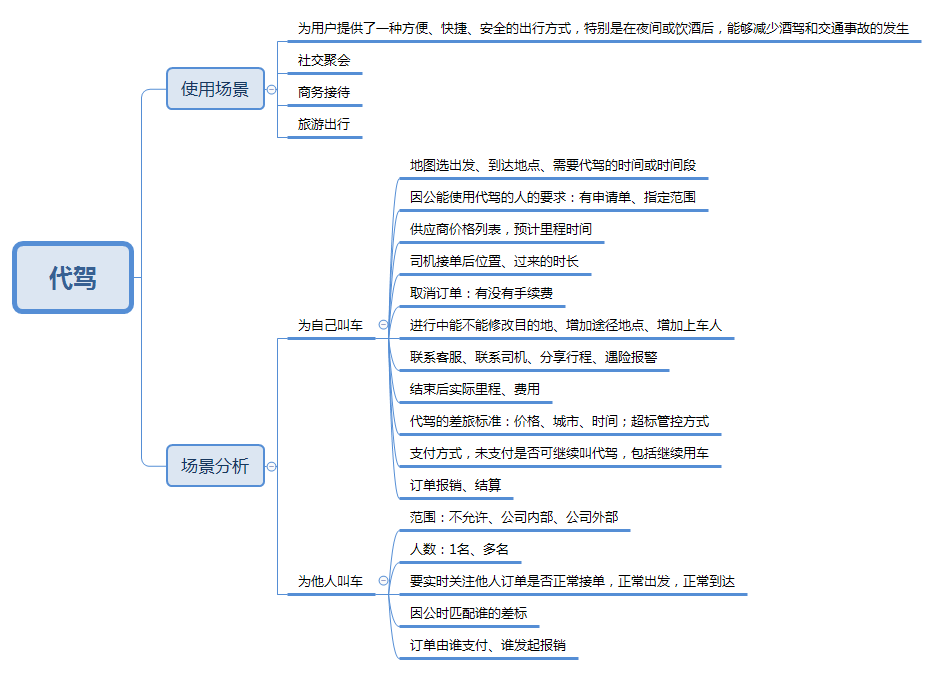 代驾
使用场景
为用户提供了一种方便、快捷、安全的出行方式，特别是在夜间或饮酒后，能够减少酒驾和交通事故的发生
社交聚会
商务接待
旅游出行
场景分析
为自己叫车
地图选出发、到达地点、需要代驾的时间或时间段
因公能使用代驾的人的要求：有申请单、指定范围
供应商价格列表，预计里程时间
司机接单后位置、过来的时长
取消订单：有没有手续费
进行中能不能修改目的地、增加途径地点、增加上车人
联系客服、联系司机、分享行程、遇险报警
结束后实际里程、费用
代驾的差旅标准：价格、城市、时间；超标管控方式
支付方式，未支付是否可继续叫代驾，包括继续用车
订单报销、结算
为他人叫车
范围：不允许、公司内部、公司外部
人数：1名、多名
要实时关注他人订单是否正常接单，正常出发，正常到达
因公时匹配谁的差标
订单由谁支付、谁发起报销